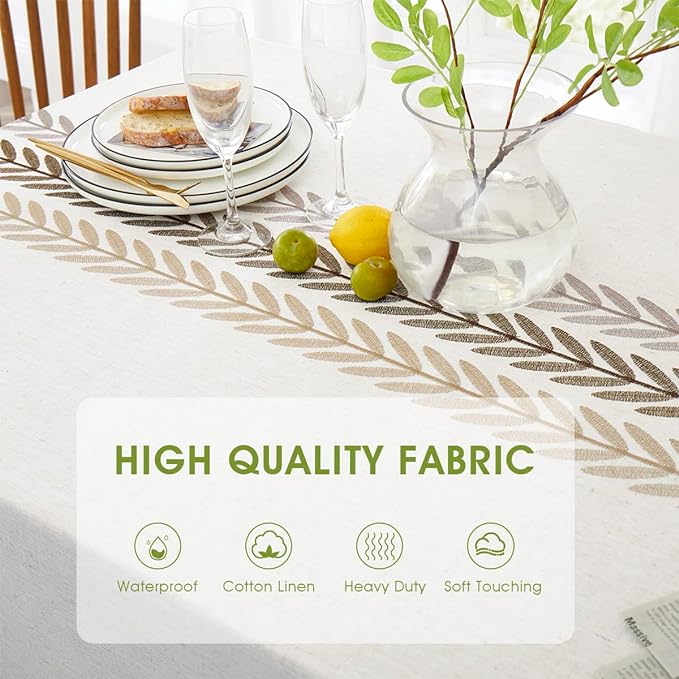 HIGH QUALITY FABRIC
Waterproof
Cotton Linen
Heavy Duty
Soft Touching
Massive